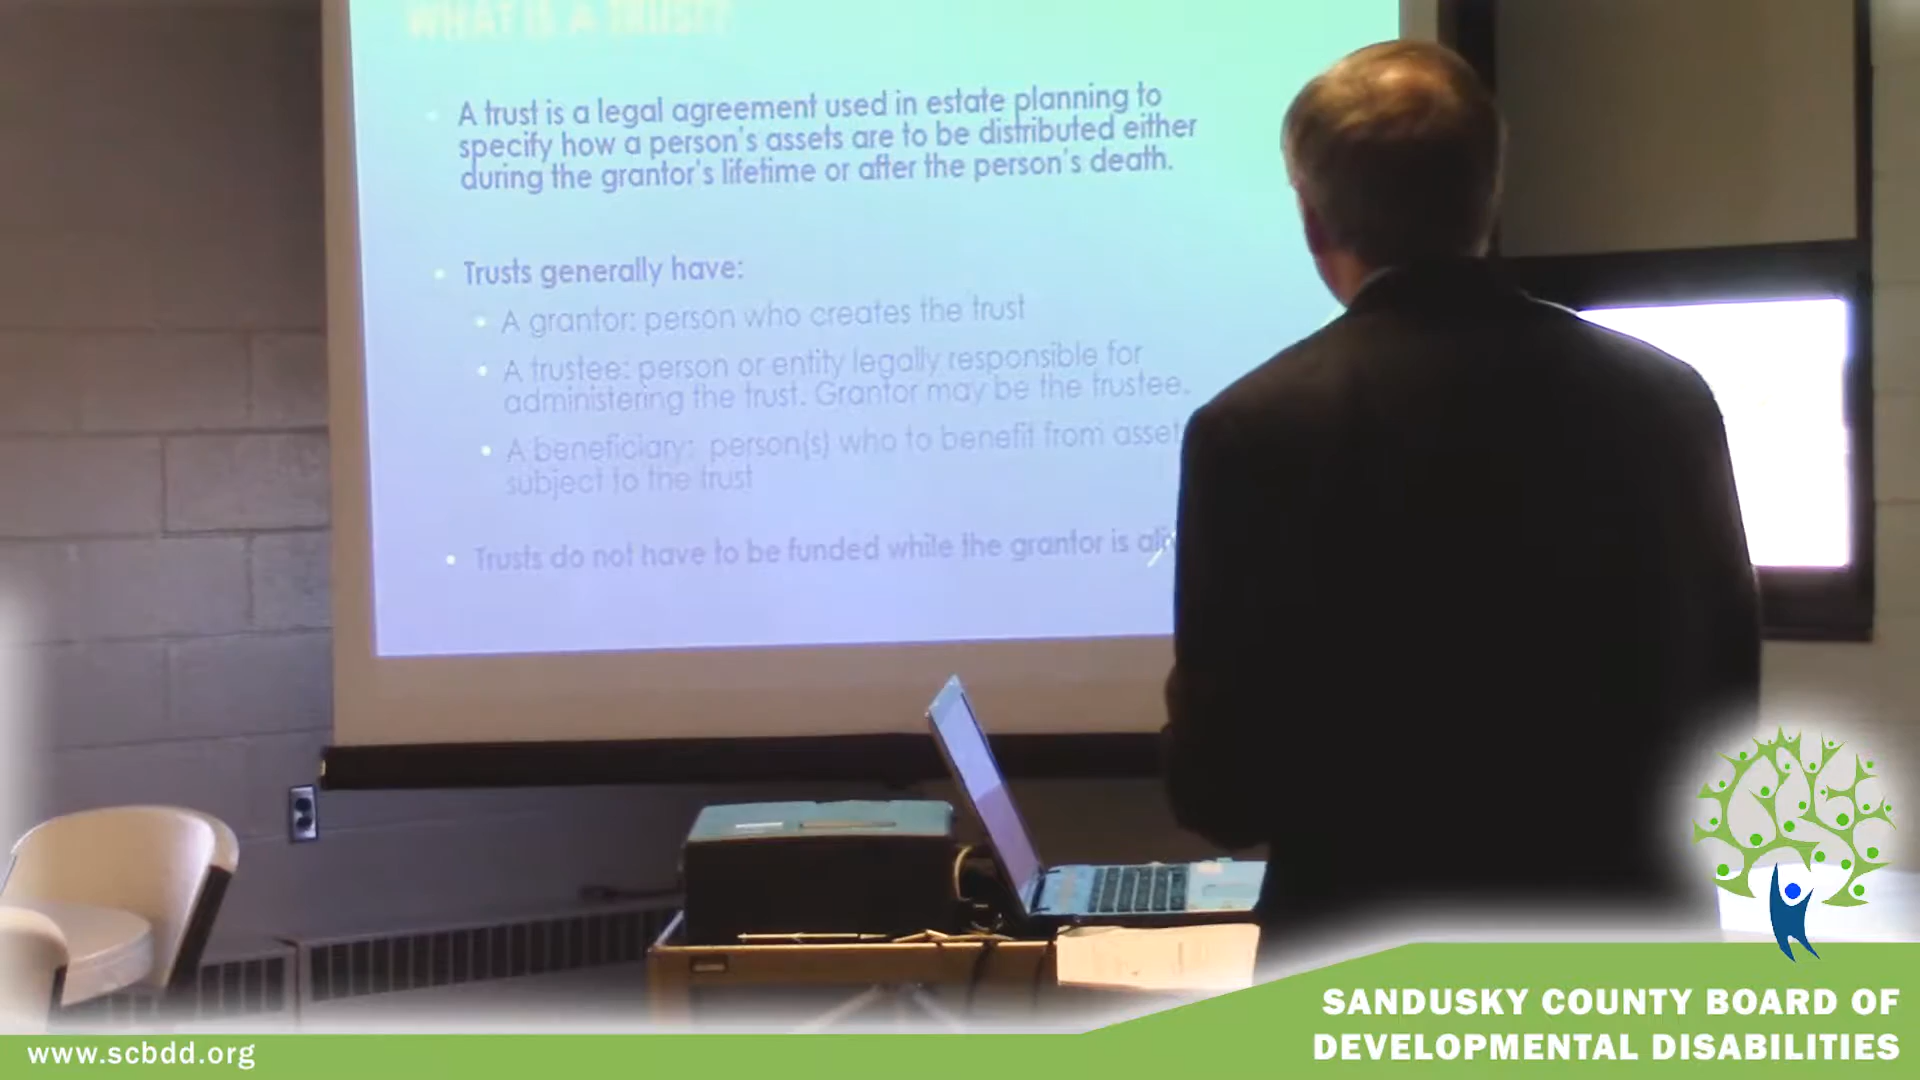 WHAT IS A TRUST?
A trust is a legal agreement used in estate planning to
specify how a person's assets are to be distributed either
during the grantor's lifetime or after the person's death.
Trusts generally have:
A grantor: person who creates the trust
A trustee: person or entity legally responsible for
administering the trust. Grantor may be the trustee.
A beneficiary: person(s) who to benefit from asset
subject to the trust
Trusts do not have to be funded while the grantor is
SANDUSKY COUNTY BOARD OF
DEVELOPMENTAL DISABILITIES
www.scbdd.org